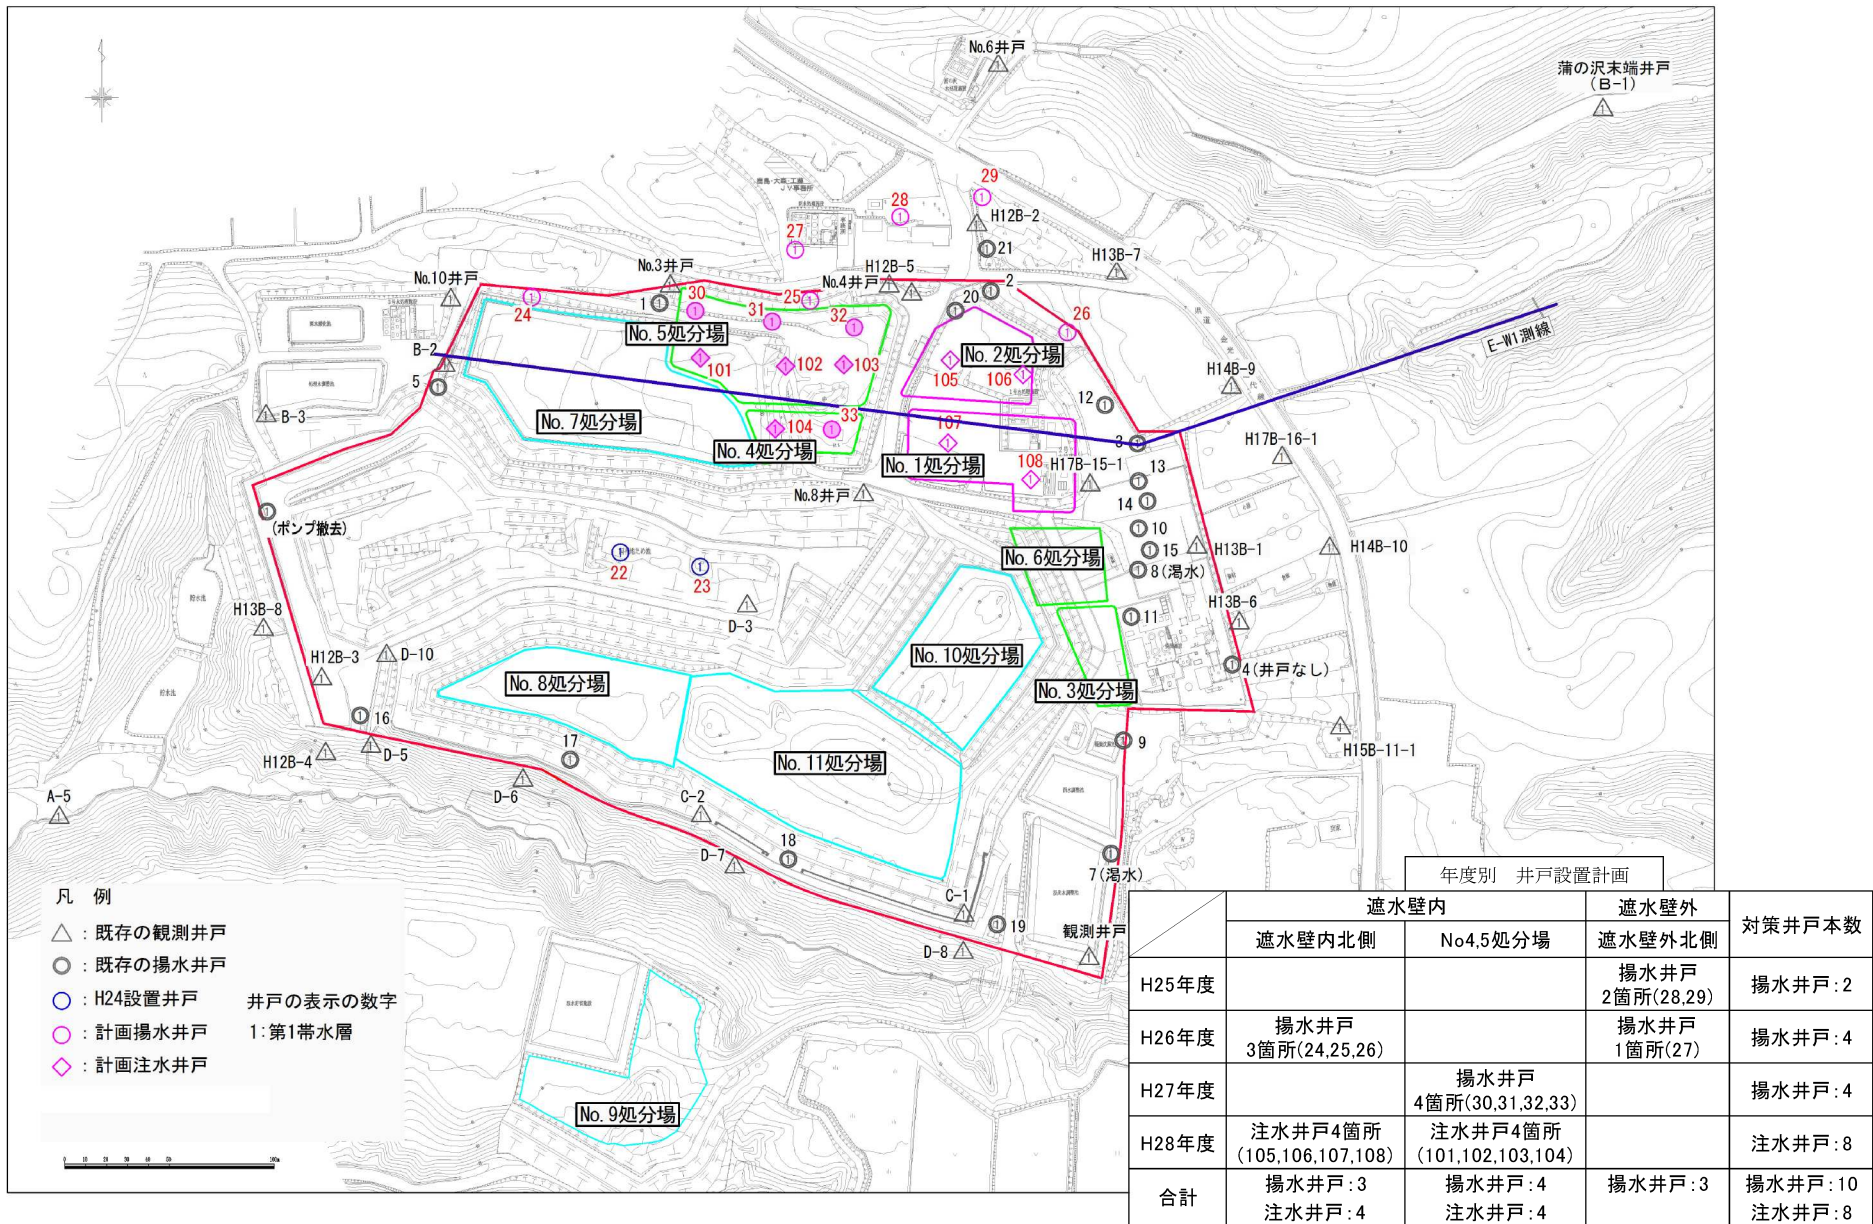 No.6井戸
蒲の沢末端井戸
(B-1)
29
28
H12B-2
27
21
H13B-7
No.3井戸
H12B-5
No.10井戸
No.4井戸
2
30
25
20
1
24
31
32
26
No.5処分場
E-W1測線
B-2
No.2処分場
101
102
103
105
106
H14B-9
5
12
B-3
No.7処分場
33
104
107
3
No.4処分場
No.1処分場
H17B-16-1
108
H17B-15-1
13
No.8井戸
14
(ポンプ撤去)
10
22
23
No.6処分場
15
H13B-1
H14B-10
8(渇水)
H13B-8
D-3
11
H13B-6
H12B-3
D-10
No.10処分場
4(井戸なし)
No.8処分場
No.3処分場
16
H12B-4
D-5
17
9
H15B-11-1
No.11処分場
A-5
D-6
C-2
18
D-7
7(渇水)
C-1
19
観測井戸
D-8
No.9処分場
県道
貯水池
貯水池
凡 例
:既存の観測井戸
:既存の揚水井戸
:H24設置井戸
:計画揚水井戸
:計画注水井戸
井戸の表示の数字
1:第1帯水層
年度別 井戸設置計画
遮水壁内 遮水壁外 対策井戸本数
遮水壁内北側 No4,5処分場 遮水壁外北側
H25年度 揚水井戸 2箇所(28,29) 揚水井戸:2
H26年度 揚水井戸 3箇所(24,25,26) 揚水井戸 1箇所(27) 揚水井戸:4
H27年度 揚水井戸 4箇所(30,31,32,33) 揚水井戸:4
H28年度 注水井戸4箇所 (105,106,107,108) 注水井戸4箇所 (101,102,103,104) 注水井戸:8
合計 揚水井戸:3 揚水井戸:4 揚水井戸:3 揚水井戸:10
注水井戸:4 注水井戸:4 注水井戸:8